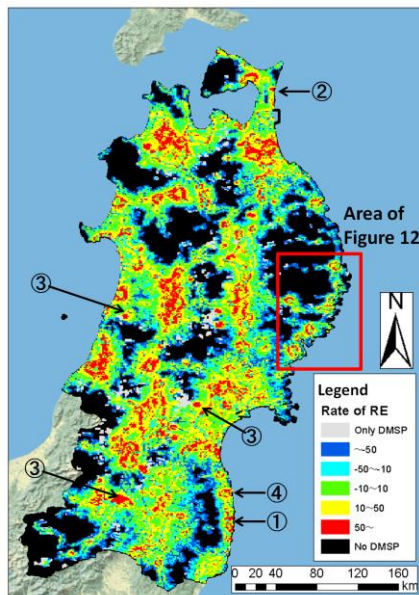 ②
Area of
Figure 12
③
N
Legend
Rate of RE
Only DMSP
~-50
-50~-10
-10~10
10~50
50~
No DMSP
③
③
④
①
0 20 40 80 120 160
km